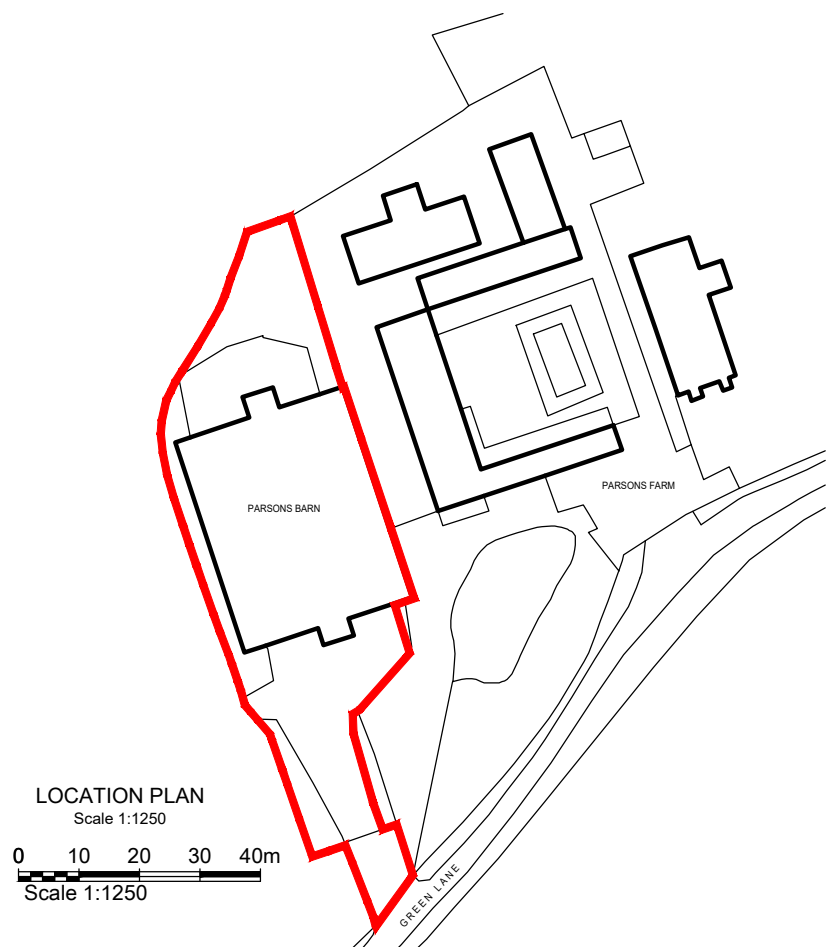 PARSONS BARN
PARSONS FARM
LOCATION PLAN
Scale 1:1250
0 10 20 30 40m
Scale 1:1250
GREEN LANE